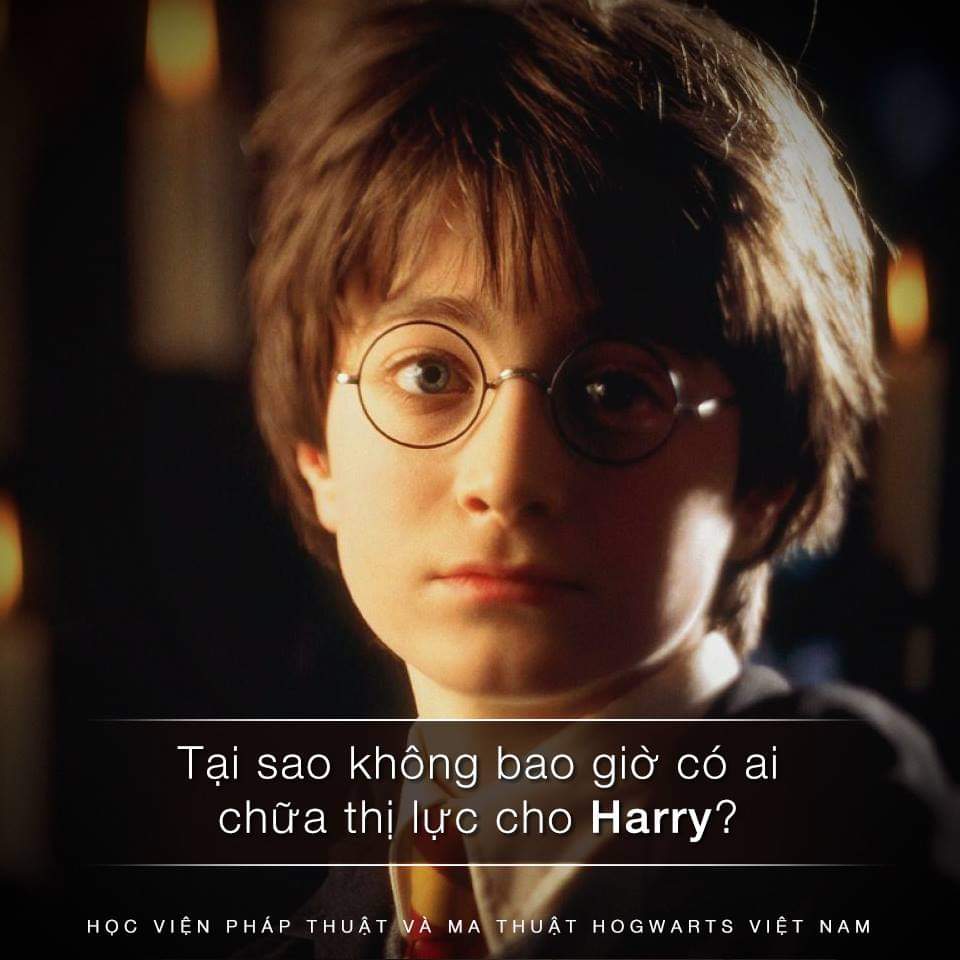 Tại sao không bao giờ có ai
chữa thị lực cho Harry?
HỌC VIỆN PHÁP THUẬT VÀ MA THUẬT HOGWARTS VIỆT NAM